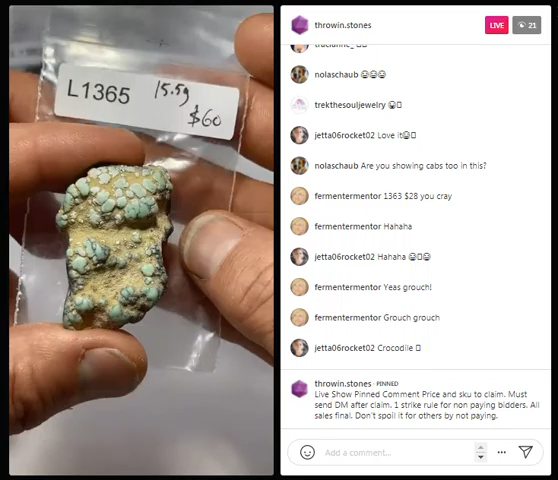 L1365 15.5g
$60
throwin.stones
LIVE
21
nolaschaub
trekthesouljewelry
jetta06rocket02 Love it
nolaschaub Are you showing cabs too in this?
fermentermentor 1363 $28 you cray
fermentermentor Hahaha
jetta06rocket02 Hahaha
fermentermentor Yeas grouch!
fermentermentor Grouch grouch
jetta06rocket02 Crocodile
throwin.stones · PINNED
Live Show Pinned Comment Price and sku to claim. Must
send DM after claim. 1 strike rule for non paying bidders. All
sales final. Don't spoil it for others by not paying.
Add a comment...